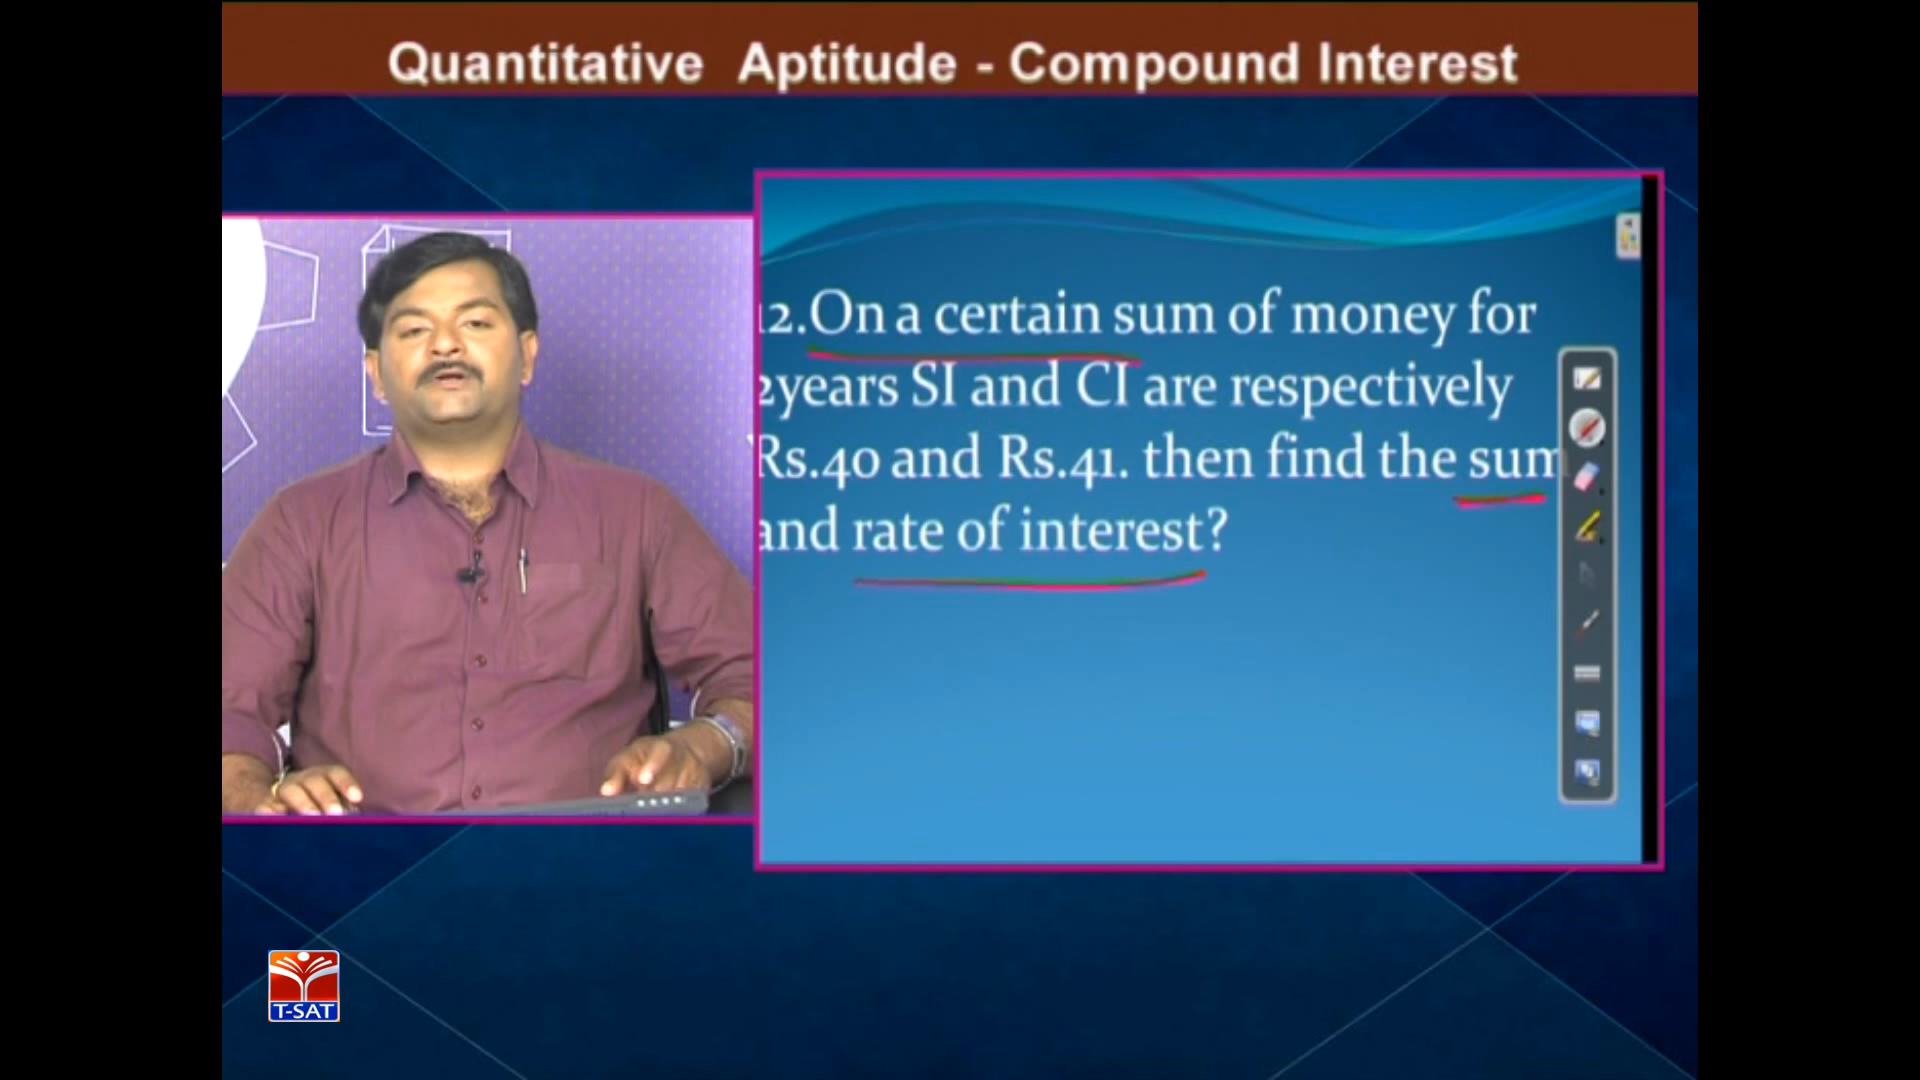 Quantitative Aptitude - Compound Interest
12.On a certain sum of money for
2years SI and CI are respectively
Rs.40 and Rs.41. then find the sum
and rate of interest?
T-SAT